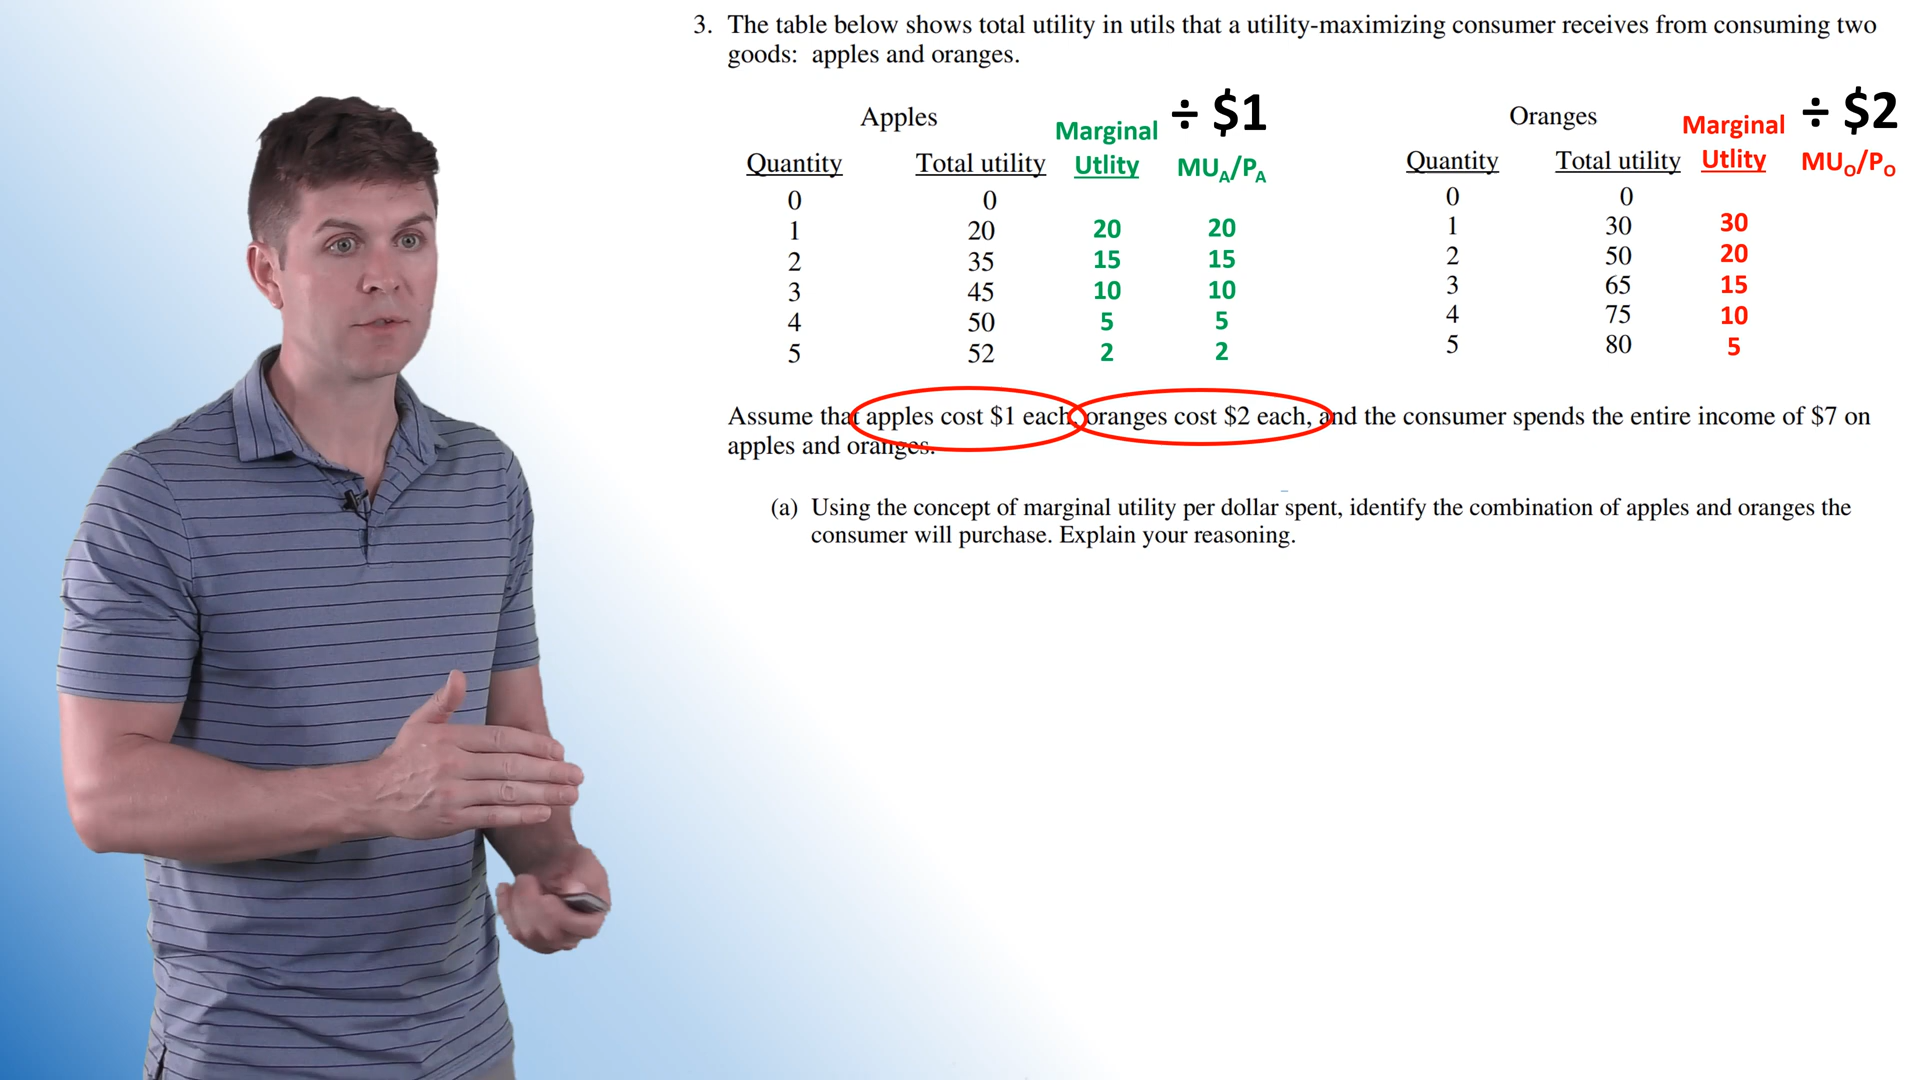 3. The table below shows total utility in utils that a utility-maximizing consumer receives from consuming two
goods: apples and oranges.
Apples Marginal ÷ $1 Oranges Marginal ÷ $2
Quantity Total utility Utlity MUA/PA Quantity Total utility Utlity MUO/PO
0 0 0 0
1 20 20 20 1 30 30
2 35 15 15 2 50 20
3 45 10 10 3 65 15
4 50 5 5 4 75 10
5 52 2 2 5 80 5
Assume that apples cost $1 each, oranges cost $2 each, and the consumer spends the entire income of $7 on
apples and oranges.
(a) Using the concept of marginal utility per dollar spent, identify the combination of apples and oranges the
consumer will purchase. Explain your reasoning.